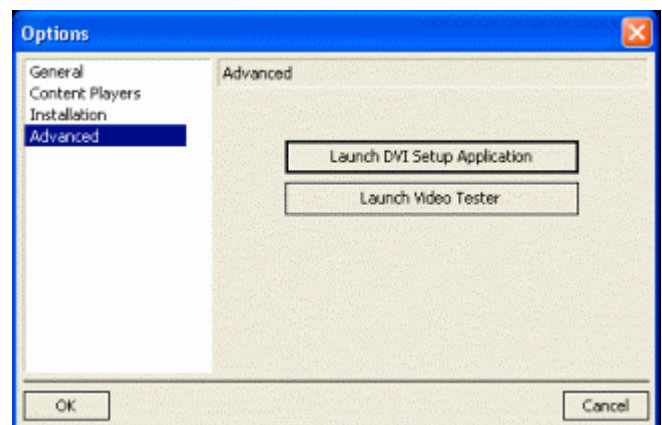 Options
General
Content Players
Installation
Advanced
Advanced
Launch DVI Setup Application
Launch Video Tester
OK
Cancel